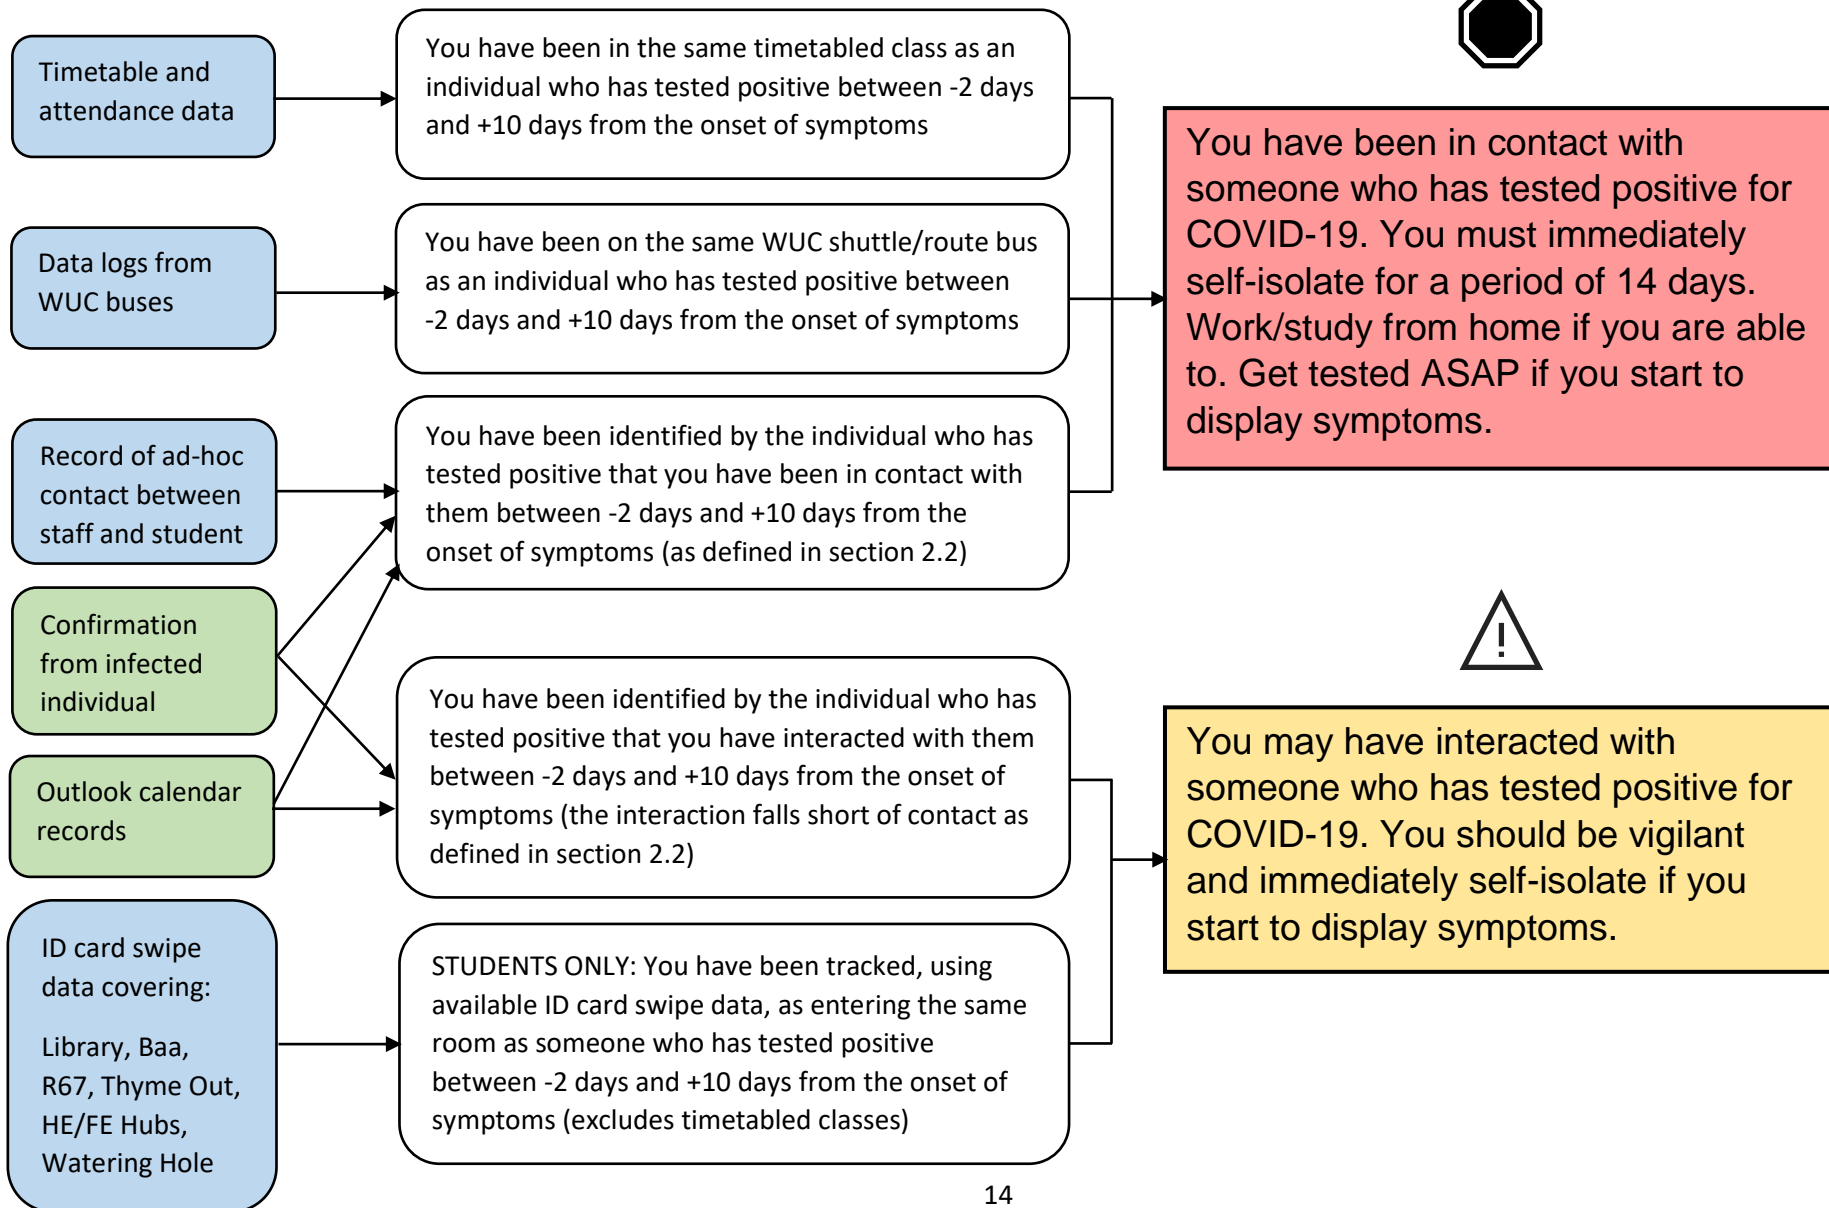 Timetable and
attendance data
You have been in the same timetabled class as an
individual who has tested positive between -2 days
and +10 days from the onset of symptoms
Data logs from
WUC buses
You have been on the same WUC shuttle/route bus
as an individual who has tested positive between
-2 days and +10 days from the onset of symptoms
Record of ad-hoc
contact between
staff and student
You have been identified by the individual who has
tested positive that you have been in contact with
them between -2 days and +10 days from the
onset of symptoms (as defined in section 2.2)
Confirmation
from infected
individual
Outlook calendar
records
You have been identified by the individual who has
tested positive that you have interacted with them
between -2 days and +10 days from the onset of
symptoms (the interaction falls short of contact as
defined in section 2.2)
ID card swipe
data covering:
Library, Baa,
R67, Thyme Out,
HE/FE Hubs,
Watering Hole
STUDENTS ONLY: You have been tracked, using
available ID card swipe data, as entering the same
room as someone who has tested positive
between -2 days and +10 days from the onset of
symptoms (excludes timetabled classes)
You have been in contact with
someone who has tested positive for
COVID-19. You must immediately
self-isolate for a period of 14 days.
Work/study from home if you are able
to. Get tested ASAP if you start to
display symptoms.
!
You may have interacted with
someone who has tested positive for
COVID-19. You should be vigilant
and immediately self-isolate if you
start to display symptoms.
14